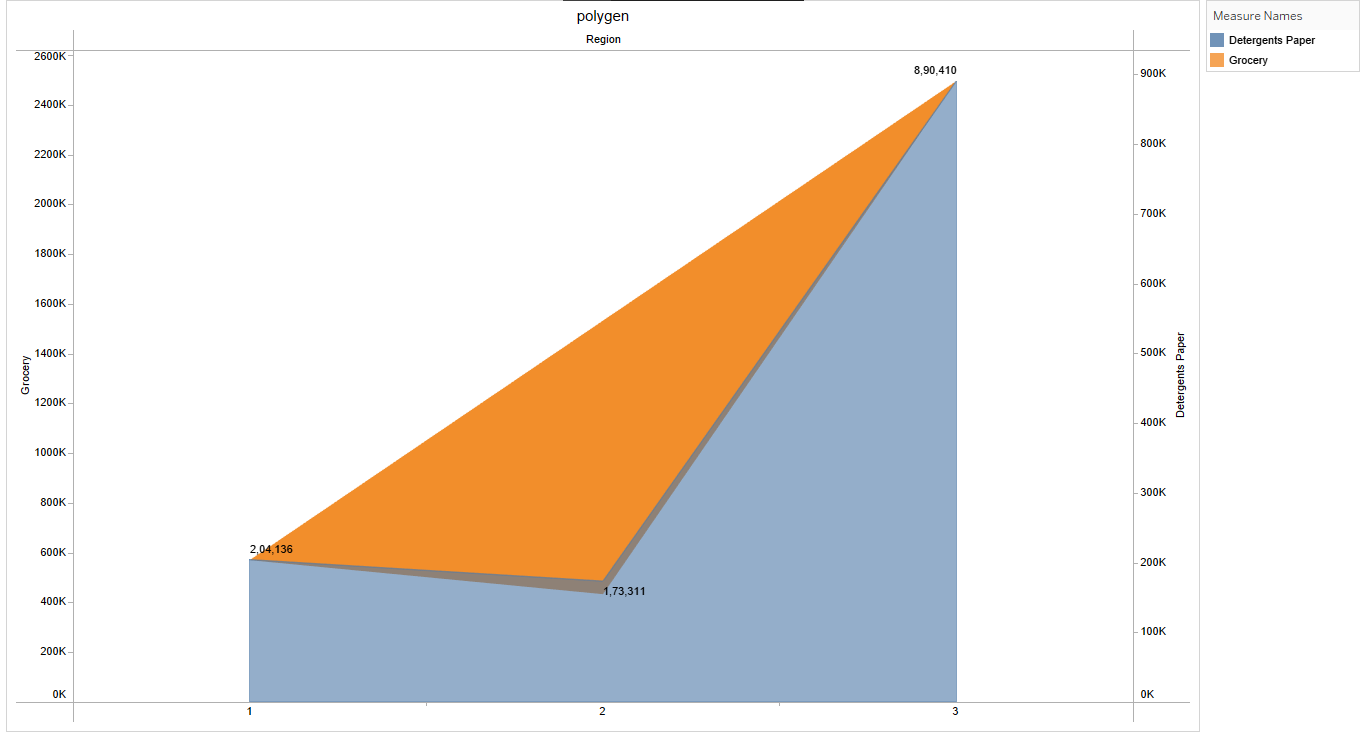 polygen
Region
Measure Names
Detergents Paper
Grocery
2600K
2400K
2200K
2000K
1800K
1600K
1400K
1200K
1000K
800K
600K
400K
200K
0K
Grocery
8,90,410
2,04,136
1,73,311
900K
800K
700K
600K
500K
400K
300K
200K
100K
0K
Detergents Paper
1
2
3